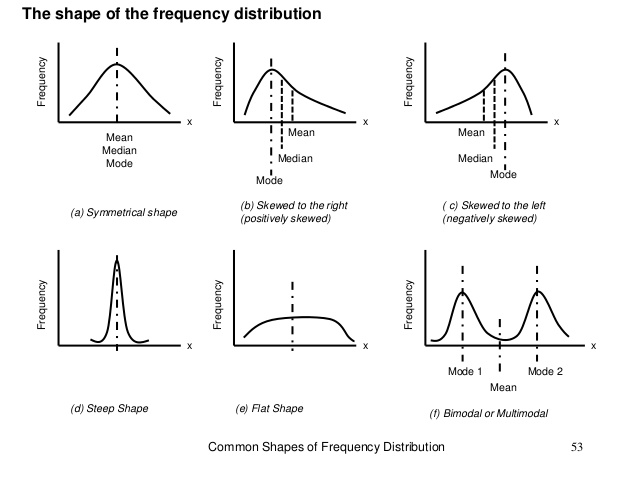 The shape of the frequency distribution
Frequency
x
Mean
Median
Mode
(a) Symmetrical shape
Frequency
x
Mean
Median
Mode
(b) Skewed to the right
(positively skewed)
Frequency
x
Mean
Median
Mode
( c) Skewed to the left
(negatively skewed)
Frequency
x
(d) Steep Shape
Frequency
x
(e) Flat Shape
Frequency
x
Mode 1
Mode 2
Mean
(f) Bimodal or Multimodal
Common Shapes of Frequency Distribution
53